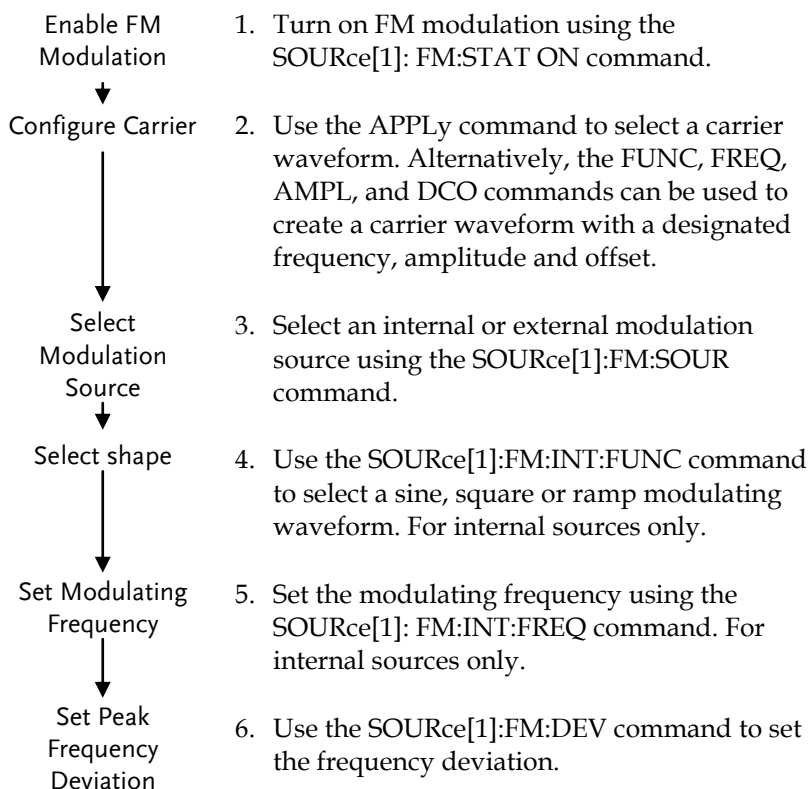 Enable FM
Modulation
1. Turn on FM modulation using the
SOURce[1]: FM:STAT ON command.
Configure Carrier
2. Use the APPLy command to select a carrier
waveform. Alternatively, the FUNC, FREQ,
AMPL, and DCO commands can be used to
create a carrier waveform with a designated
frequency, amplitude and offset.
Select
Modulation
Source
3. Select an internal or external modulation
source using the SOURce[1]:FM:SOUR
command.
Select shape
4. Use the SOURce[1]:FM:INT:FUNC command
to select a sine, square or ramp modulating
waveform. For internal sources only.
Set Modulating
Frequency
5. Set the modulating frequency using the
SOURce[1]: FM:INT:FREQ command. For
internal sources only.
Set Peak
Frequency
Deviation
6. Use the SOURce[1]:FM:DEV command to set
the frequency deviation.